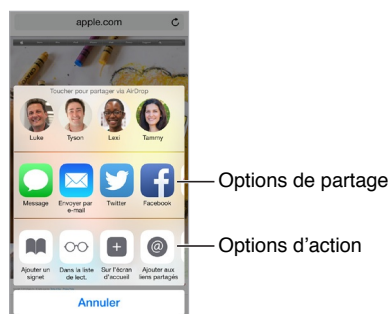 apple.com
Toucher pour partager via AirDrop
Luke
Tyson
Lexi
Tammy
Message
Envoyer par
e-mail
Twitter
Facebook
Options de partage
Ajouter un
signet
Dans la liste
de lect.
Sur l'écran
d'accueil
Ajouter aux
liens partagés
Options d'action
Annuler